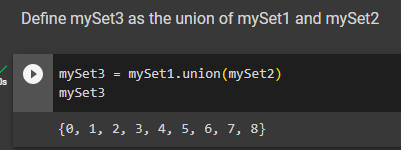 Define mySet3 as the union of mySet1 and mySet2
mySet3 = mySet1.union(mySet2)
mySet3
{0, 1, 2, 3, 4, 5, 6, 7, 8}